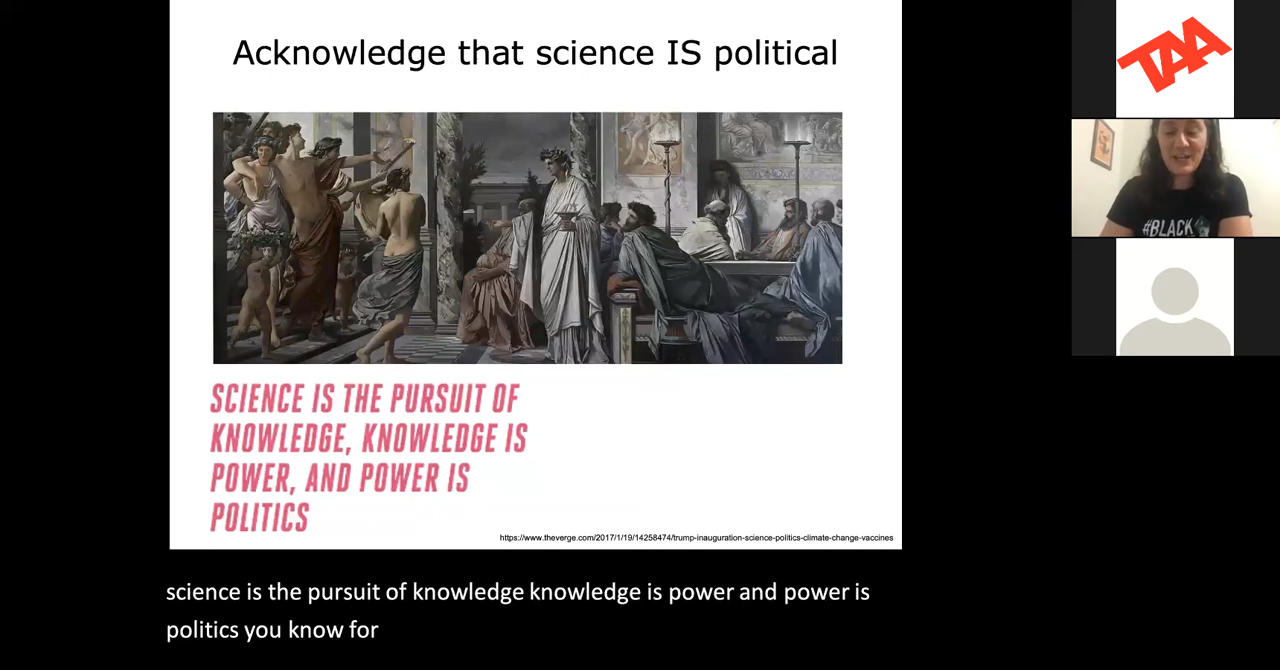 Acknowledge that science IS political
TAA
#BLACK
SCIENCE IS THE PURSUIT OF
KNOWLEDGE, KNOWLEDGE IS
POWER, AND POWER IS
POLITICS
https://www.theverge.com/2017/1/19/14258474/trump-inauguration-science-politics-climate-change-vaccines
science is the pursuit of knowledge knowledge is power and power is
politics you know for